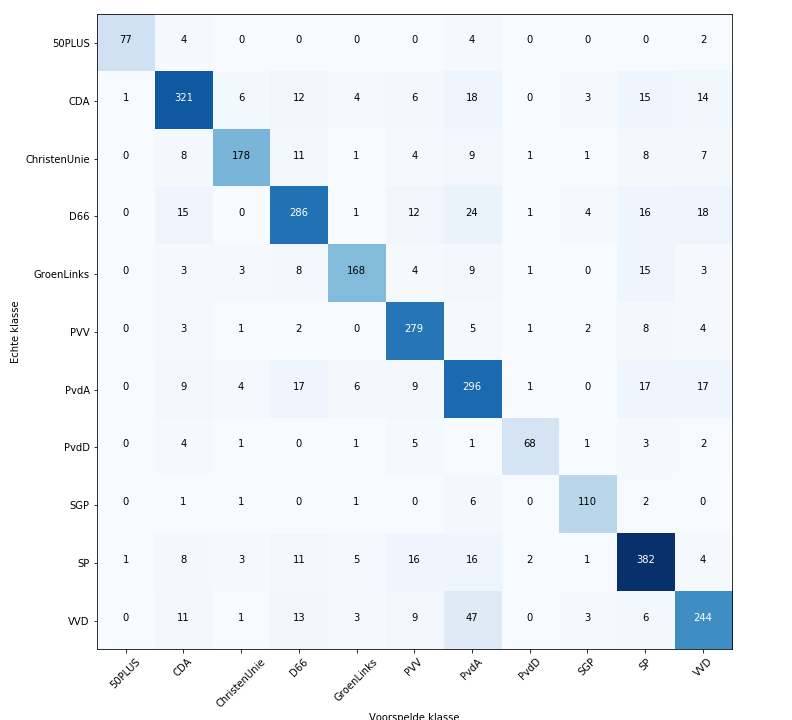 Echte klasse
50PLUS 77 4 0 0 0 0 4 0 0 0 2
CDA 1 321 6 12 4 6 18 0 3 15 14
ChristenUnie 0 8 178 11 1 4 9 1 1 8 7
D66 0 15 0 286 1 12 24 1 4 16 18
GroenLinks 0 3 3 8 168 4 9 1 0 15 3
PVV 0 3 1 2 0 279 5 1 2 8 4
PvdA 0 9 4 17 6 9 296 1 0 17 17
PvdD 0 4 1 0 1 5 1 68 1 3 2
SGP 0 1 1 0 1 0 6 0 110 2 0
SP 1 8 3 11 5 16 16 2 1 382 4
VVD 0 11 1 13 3 9 47 0 3 6 244
50PLUS CDA ChristenUnie D66 GroenLinks PVV PvdA PvdD SGP SP VVD
Voorspelde klasse